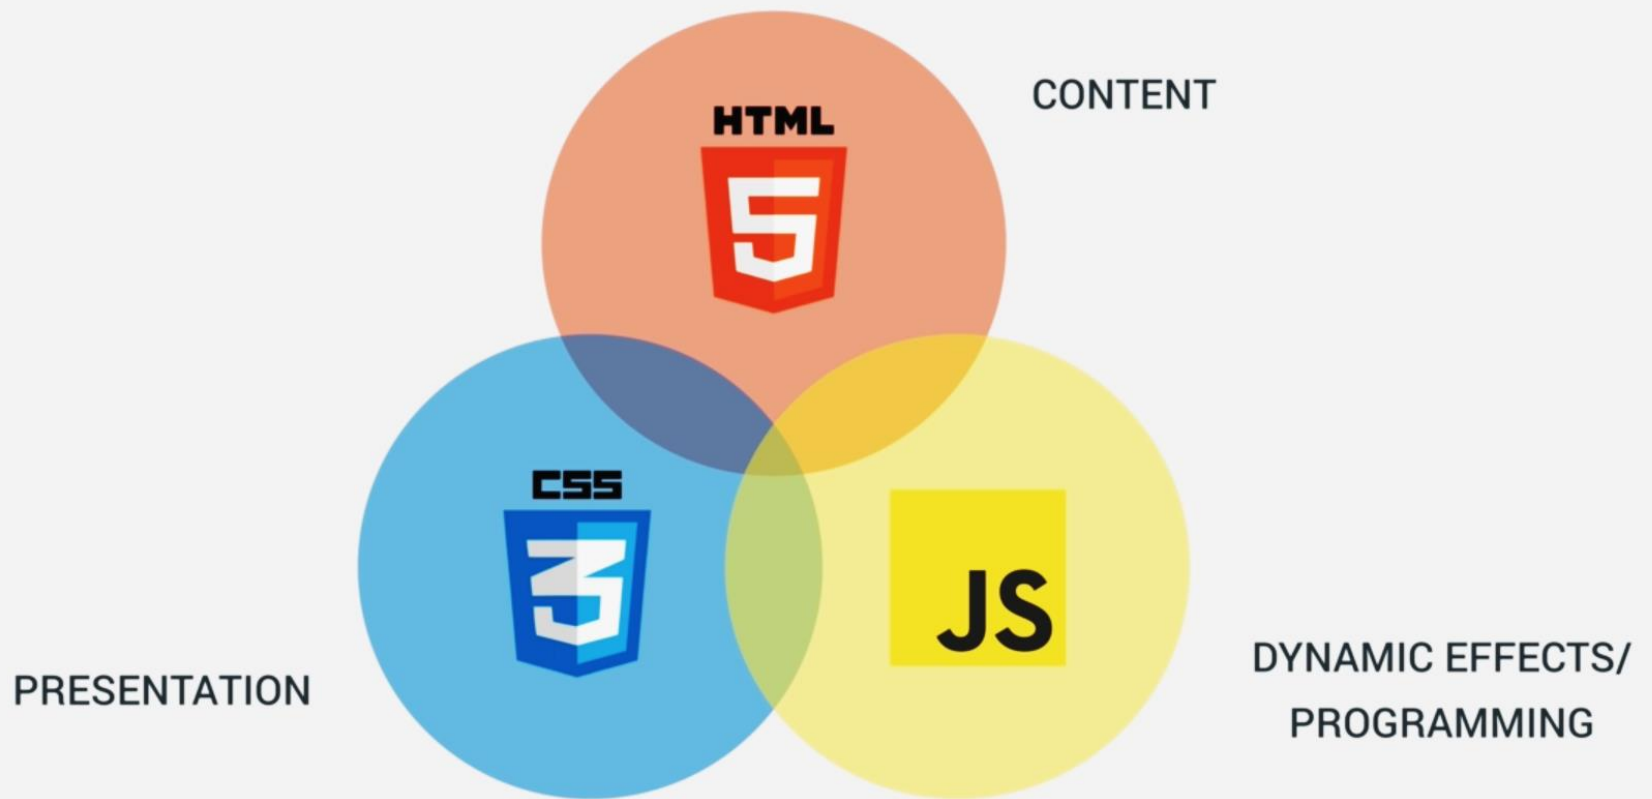 HTML
5
CONTENT
CSS
3
JS
PRESENTATION
DYNAMIC EFFECTS/
PROGRAMMING